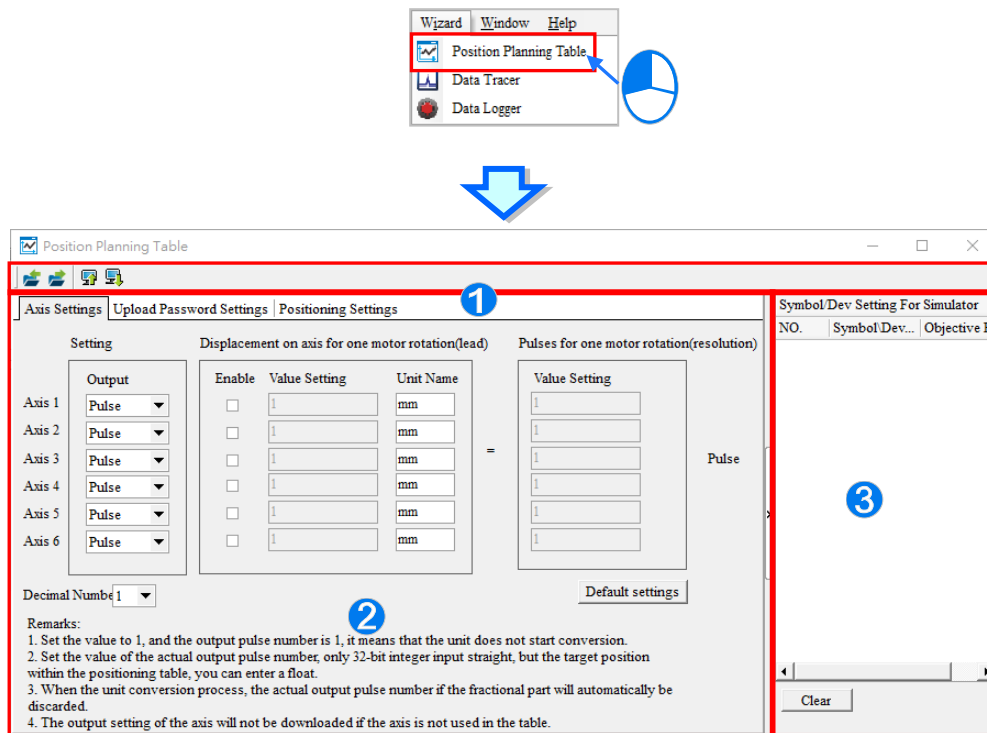 Wizard Window Help
Position Planning Table
Data Tracer
Data Logger
Position Planning Table
1
Axis Settings Upload Password Settings Positioning Settings
Symbol/Dev Setting For Simulator
NO. Symbol\Dev... Objective
Setting Displacement on axis for one motor rotation(lead) Pulses for one motor rotation(resolution)
Output Enable Value Setting Unit Name Value Setting
Axis 1 Pulse 1 mm 1
Axis 2 Pulse 1 mm 1
Axis 3 Pulse 1 mm = 1 Pulse
Axis 4 Pulse 1 mm 1
Axis 5 Pulse 1 mm 1
Axis 6 Pulse 1 mm 1
3
Decimal Numbe 1
Default settings
2
Remarks:
1. Set the value to 1, and the output pulse number is 1, it means that the unit does not start conversion.
2. Set the value of the actual output pulse number, only 32-bit integer input straight, but the target position
within the positioning table, you can enter a float.
3. When the unit conversion process, the actual output pulse number if the fractional part will automatically be
discarded.
4. The output setting of the axis will not be downloaded if the axis is not used in the table.
Clear